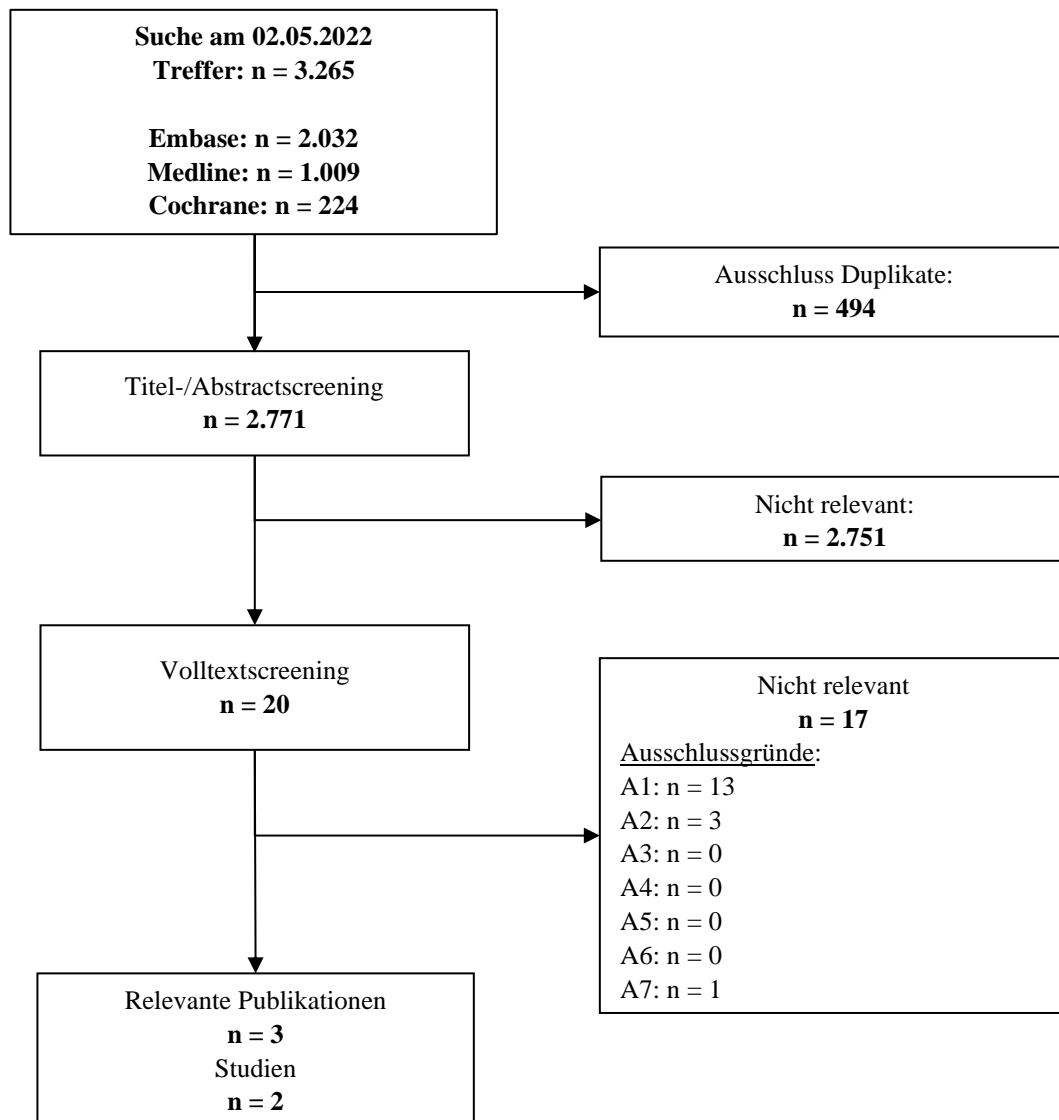 Suche am 02.05.2022
Treffer: n = 3.265
Embase: n = 2.032
Medline: n = 1.009
Cochrane: n = 224
Ausschluss Duplikate:
n = 494
Titel-/Abstractscreening
n = 2.771
Nicht relevant:
n = 2.751
Volltextscreening
n = 20
Nicht relevant
n = 17
Ausschlussgründe:
A1: n = 13
A2: n = 3
A3: n = 0
A4: n = 0
A5: n = 0
A6: n = 0
A7: n = 1
Relevante Publikationen
n = 3
Studien
n = 2